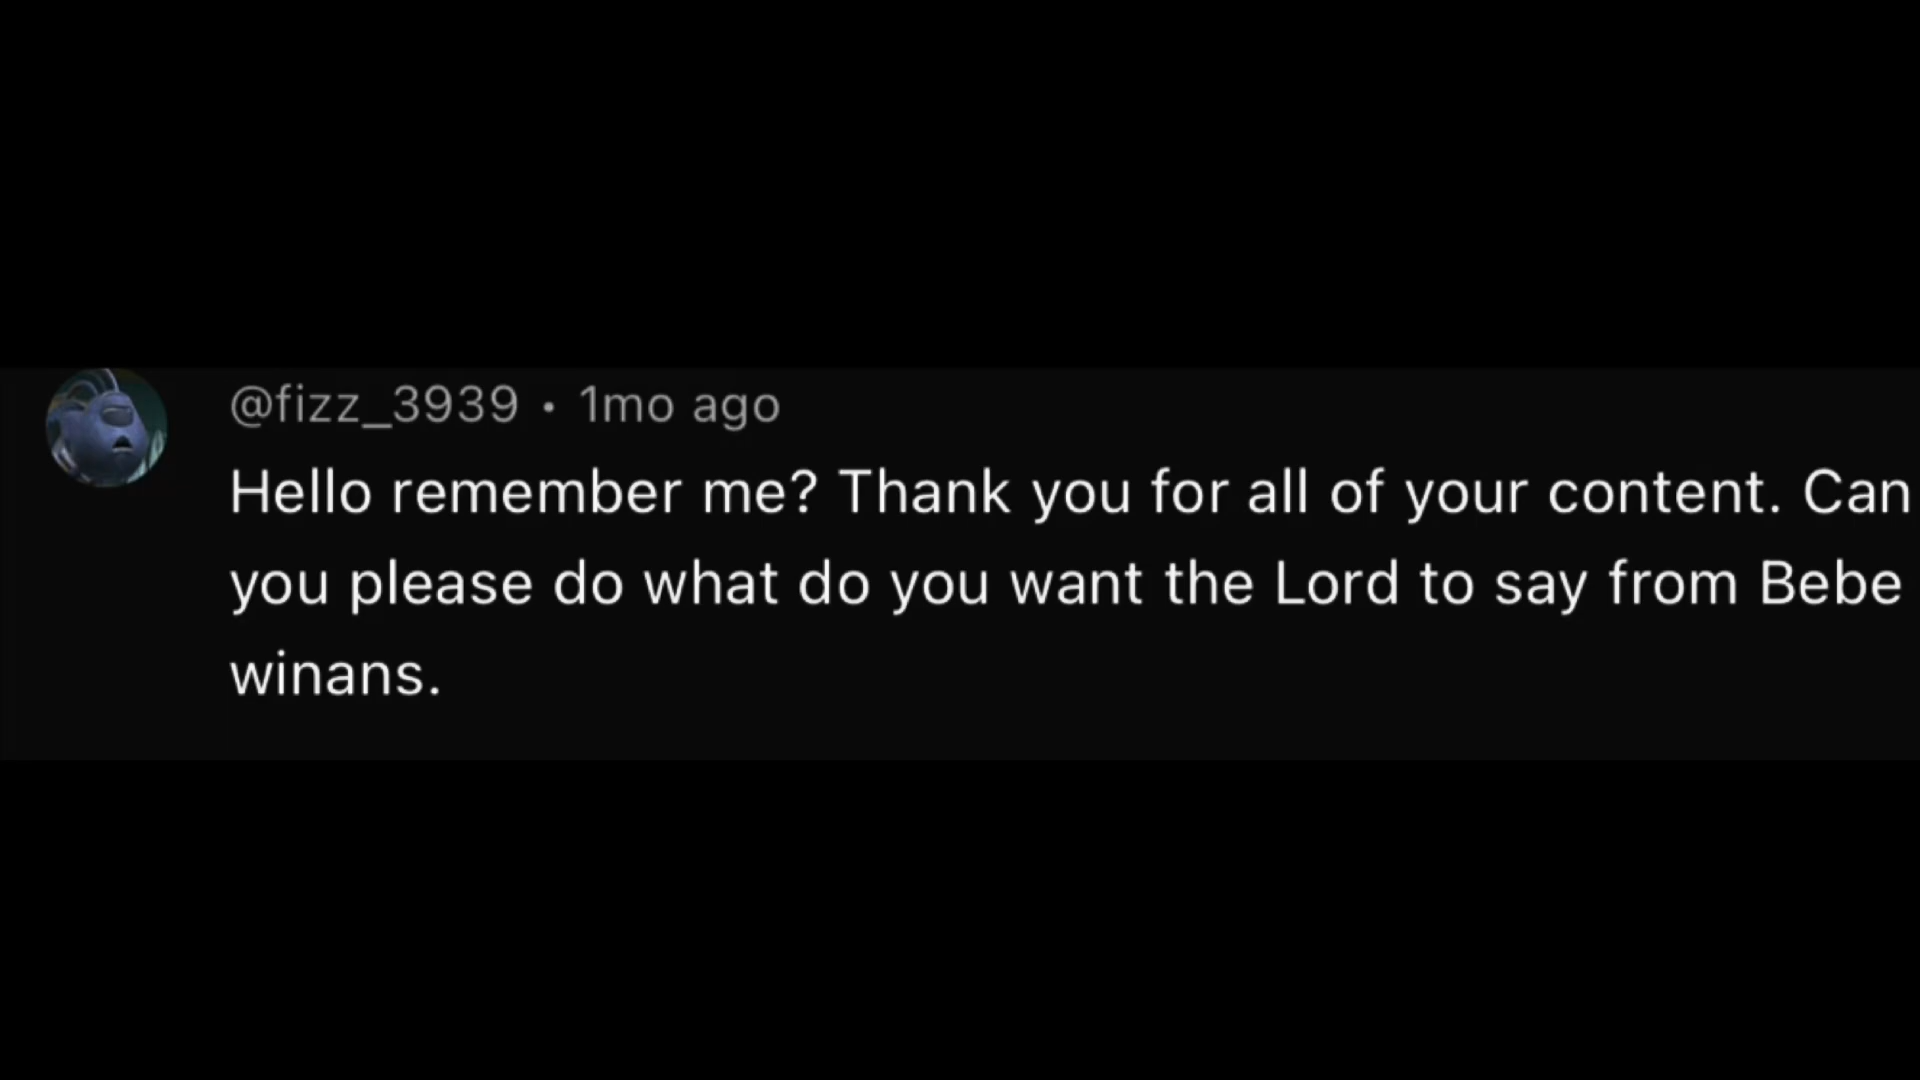 @fizz_3939 • 1mo ago
Hello remember me? Thank you for all of your content. Can
you please do what do you want the Lord to say from Bebe
winans.